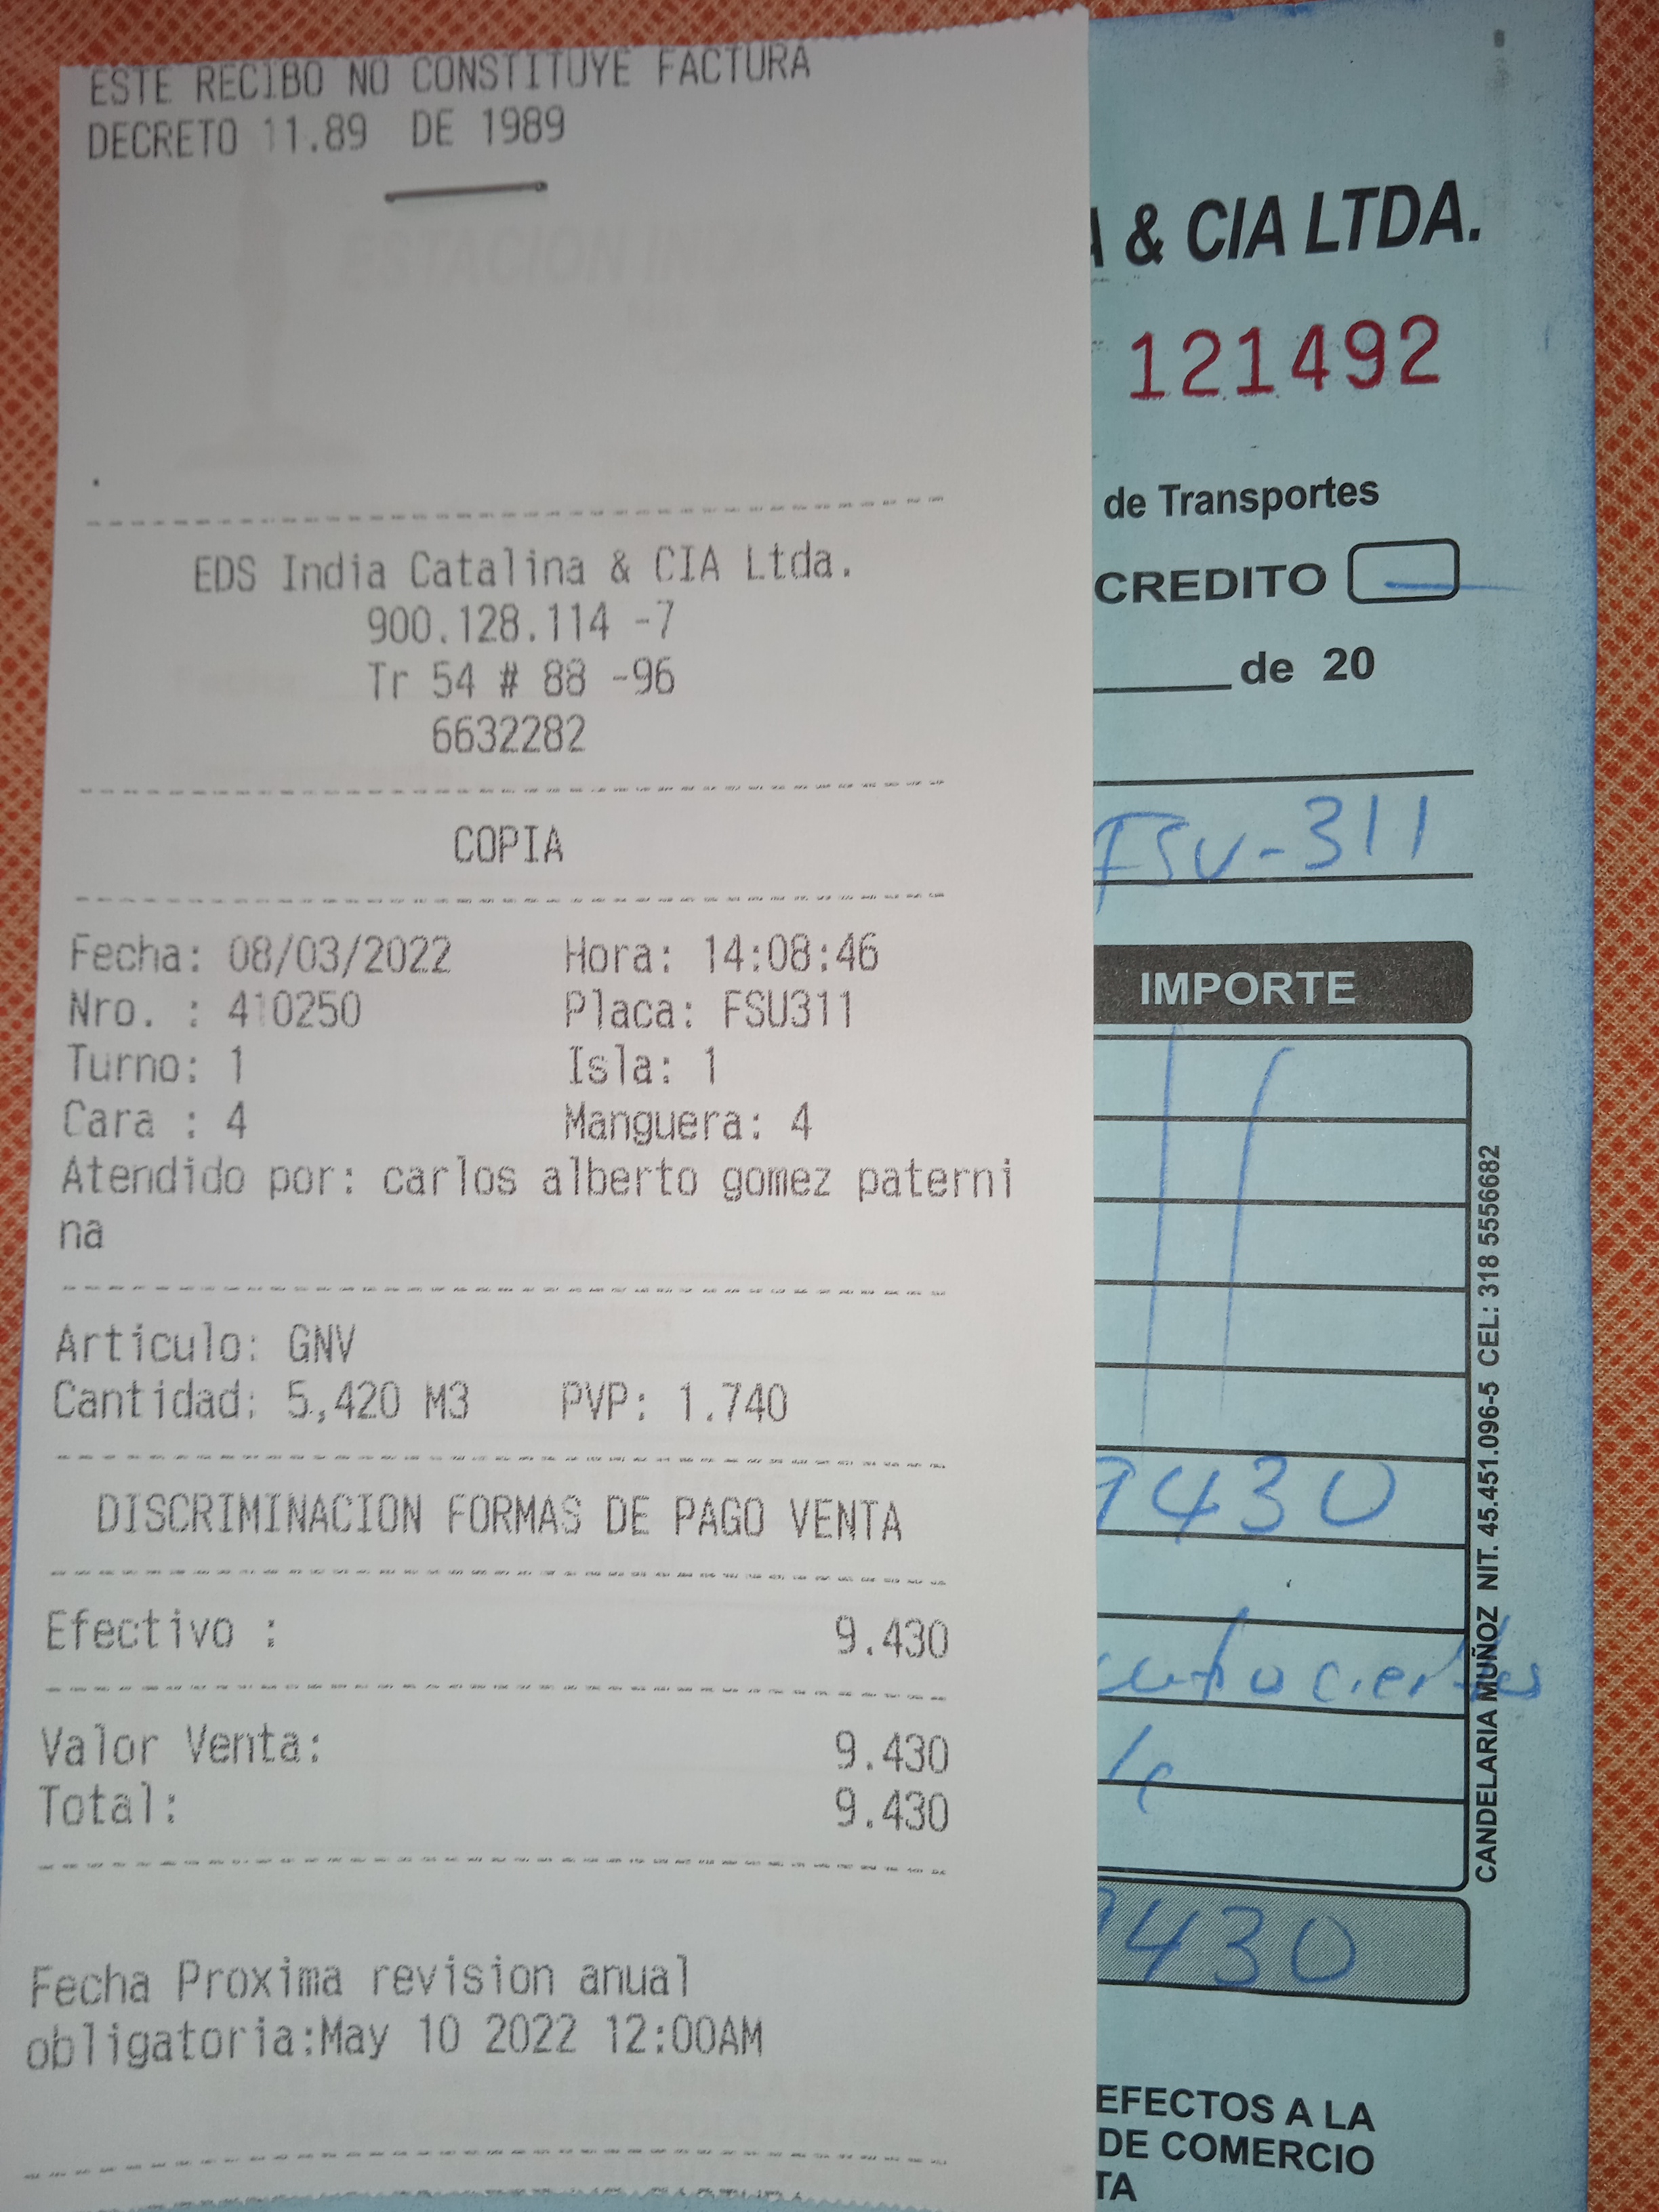 ESTE RECIBO NO CONSTITUYE FACTURA
DECRETO 11.89 DE 1989
EDS India Catalina & CIA Ltda.
900.128.114 -7
Tr 54 # 88 -96
6632282
COPIA
Fecha: 08/03/2022 Hora: 14:08:46
Nro. : 410250 Placa: FSU311
Turno: 1 Isla: 1
Cara : 4 Manguera: 4
Atendido por: carlos alberto gomez paterni
na
Articulo: GNV
Cantidad: 5,420 M3 PVP: 1.740
DISCRIMINACION FORMAS DE PAGO VENTA
Efectivo : 9.430
Valor Venta: 9.430
Total: 9.430
Fecha Proxima revision anual
obligatoria:May 10 2022 12:00AM
& CIA LTDA.
121492
de Transportes
CREDITO
de 20
FSU-311
IMPORTE
9430
9430
EFECTOS A LA
DE COMERCIO
TA
CANDELARIA MUÑOZ NIT. 45.451.096-5 CEL: 318 5556682